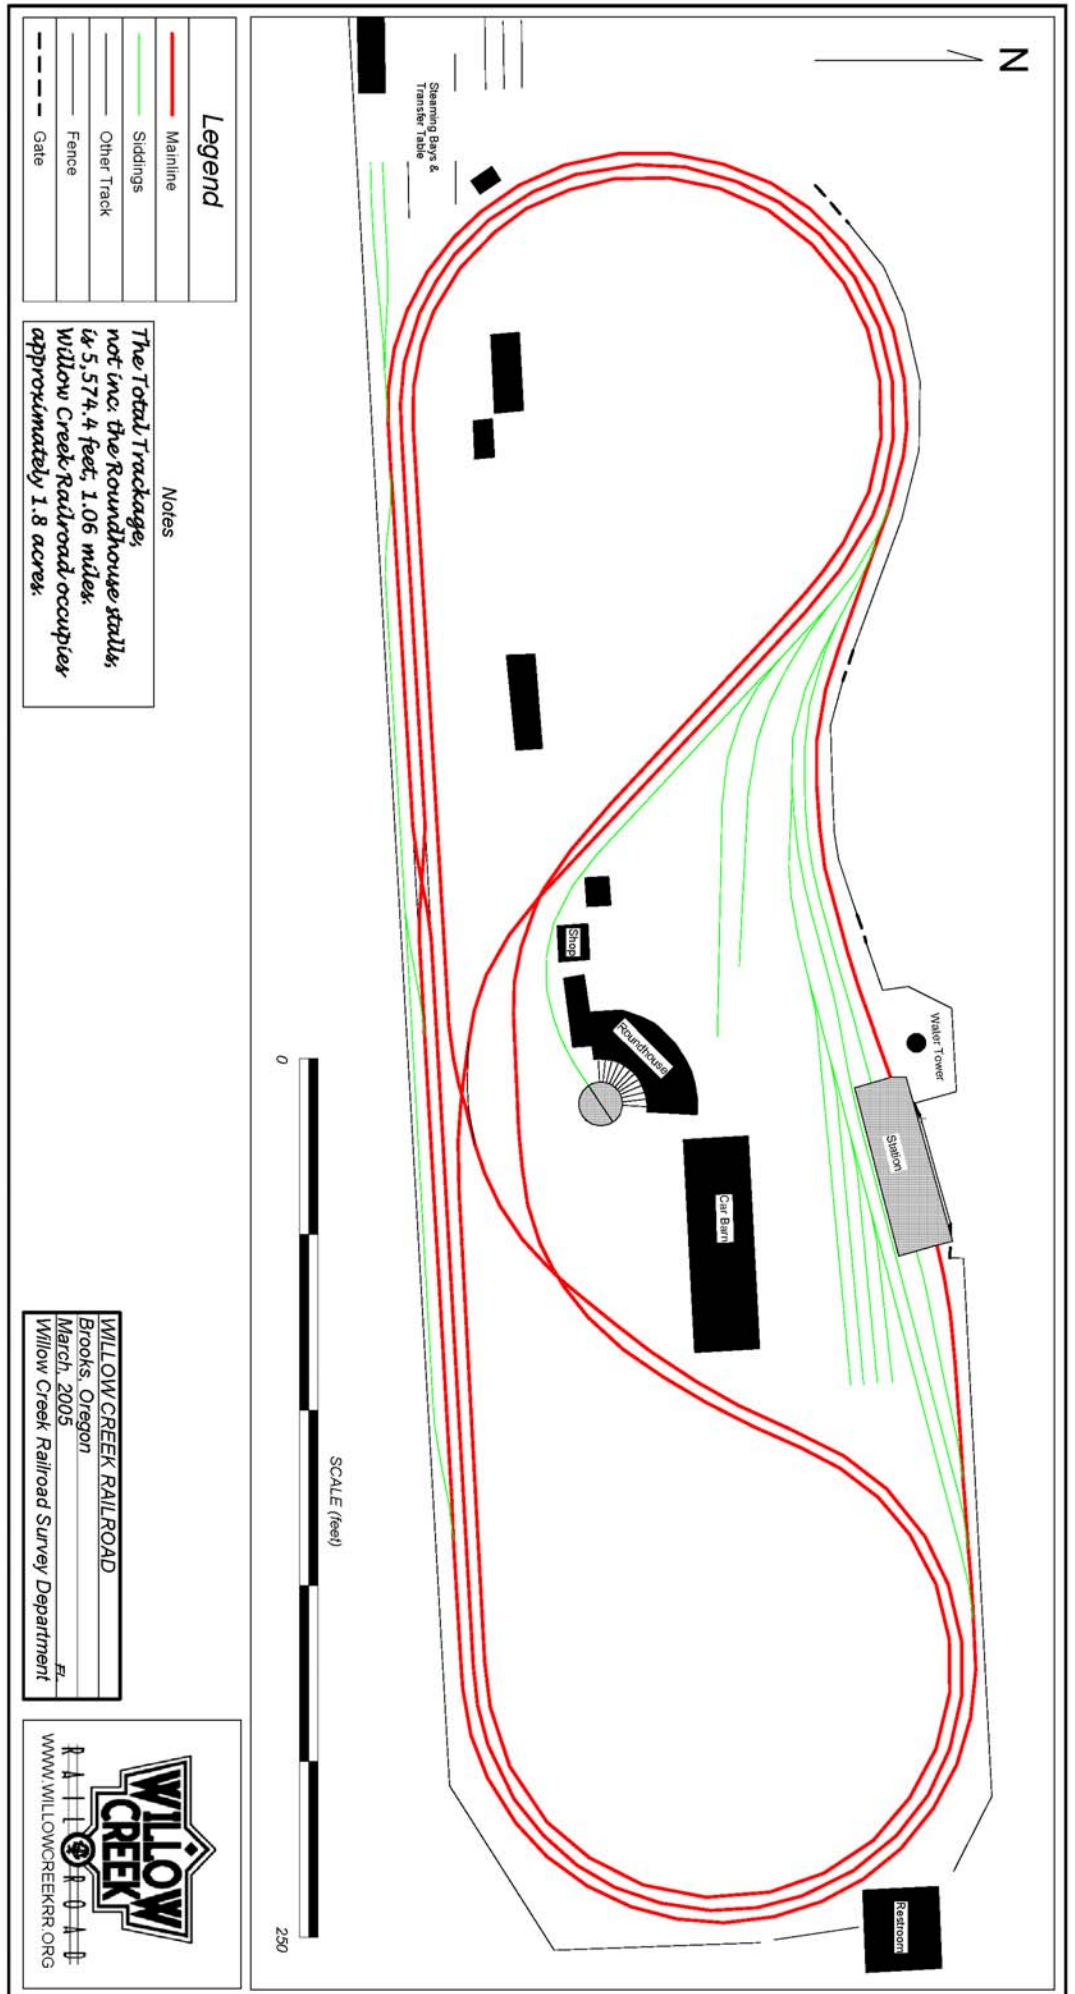 N
Steaming Bays &
Transfer Table
Water Tower
Station
Shop
Roundhouse
Car Barn
Restroom
0
SCALE (feet)
250
Legend
Mainline
Siddings
Other Track
Fence
Gate
Notes
The Total Trackage,
not inc. the Roundhouse stalls,
is 5,574.4 feet, 1.06 miles.
Willow Creek Railroad occupies
approximately 1.8 acres.
WILLOW CREEK RAILROAD
Brooks, Oregon
March, 2005
Willow Creek Railroad Survey Department
WILLOW
CREEK
RAILROAD
WWW.WILLOWCREEKRR.ORG